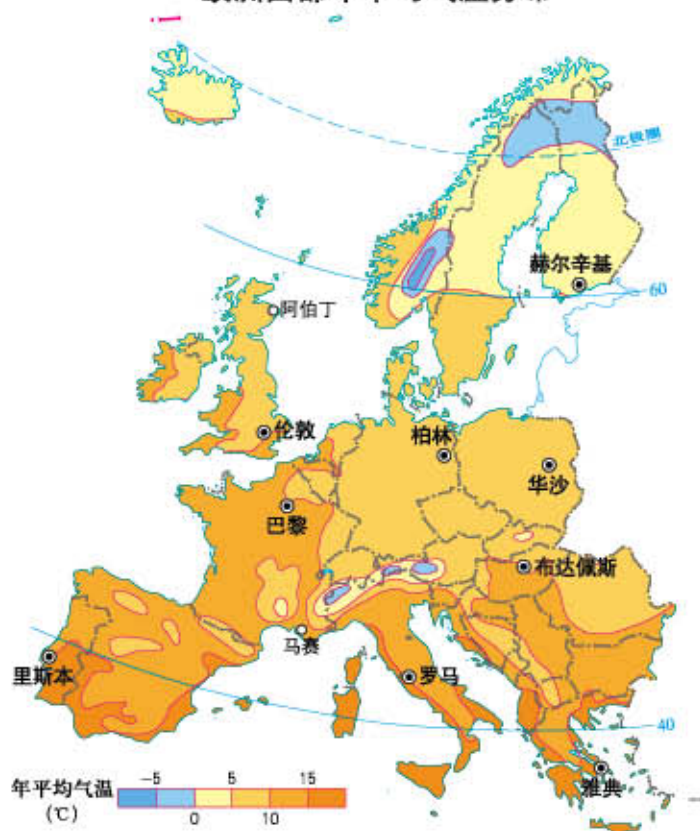 北极圈
赫尔辛基
60
阿伯丁
伦敦
柏林
华沙
巴黎
布达佩斯
马赛
里斯本
罗马
40
雅典
年平均气温
(℃)
-5 5 15
0 10